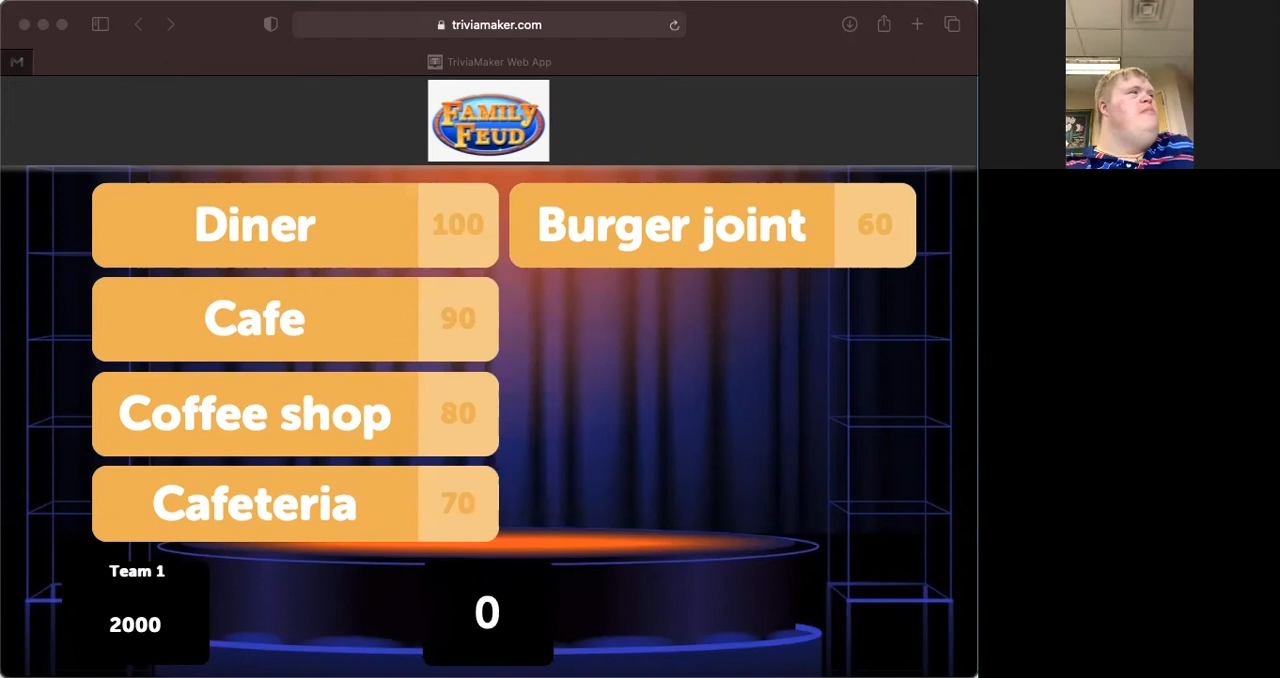 triviamaker.com
M
TriviaMaker Web App
FAMILY
FEUD
Diner 100
Burger joint 60
Cafe 90
Coffee shop 80
Cafeteria 70
Team 1
2000
0